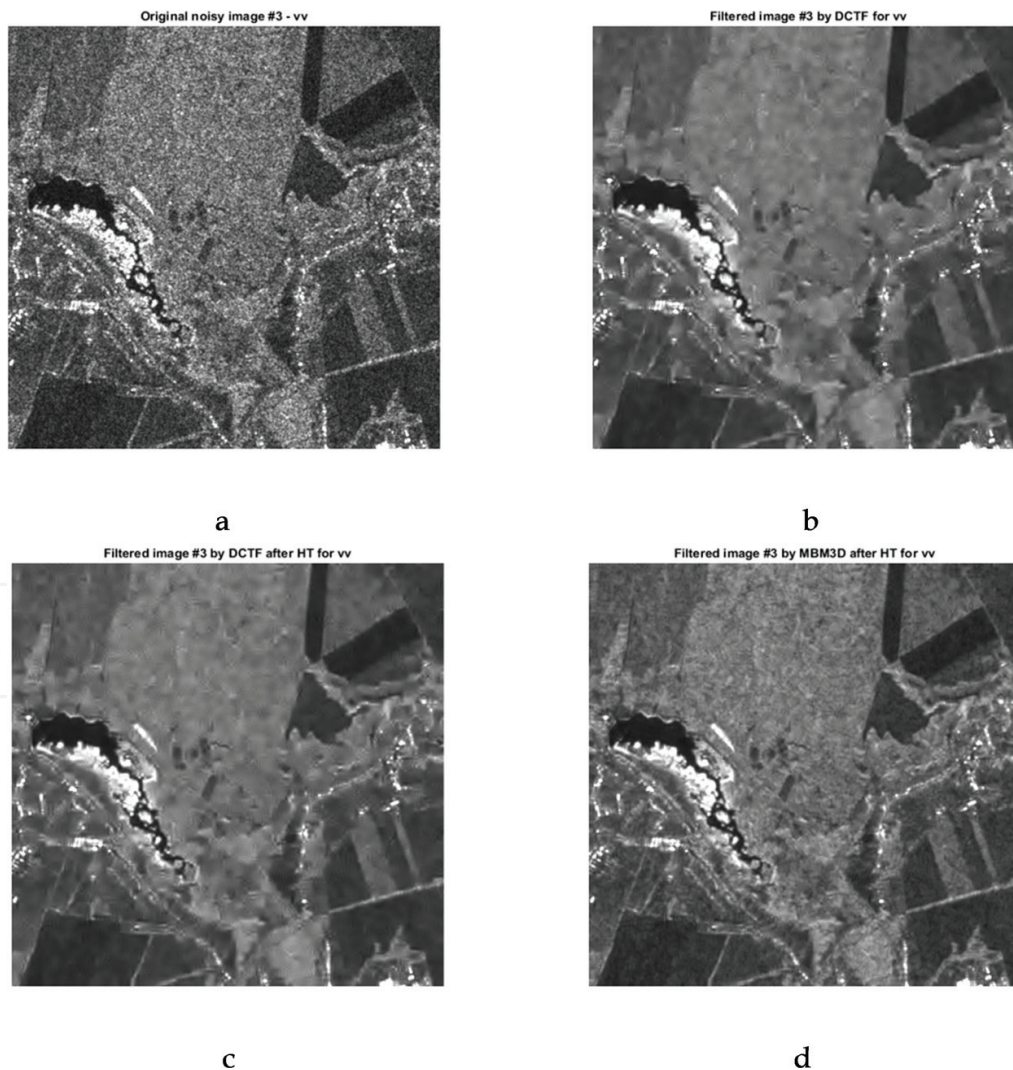 Original noisy image #3 - vv
Filtered image #3 by DCTF for vv
a
b
Filtered image #3 by DCTF after HT for vv
Filtered image #3 by MBM3D after HT for vv
c
d